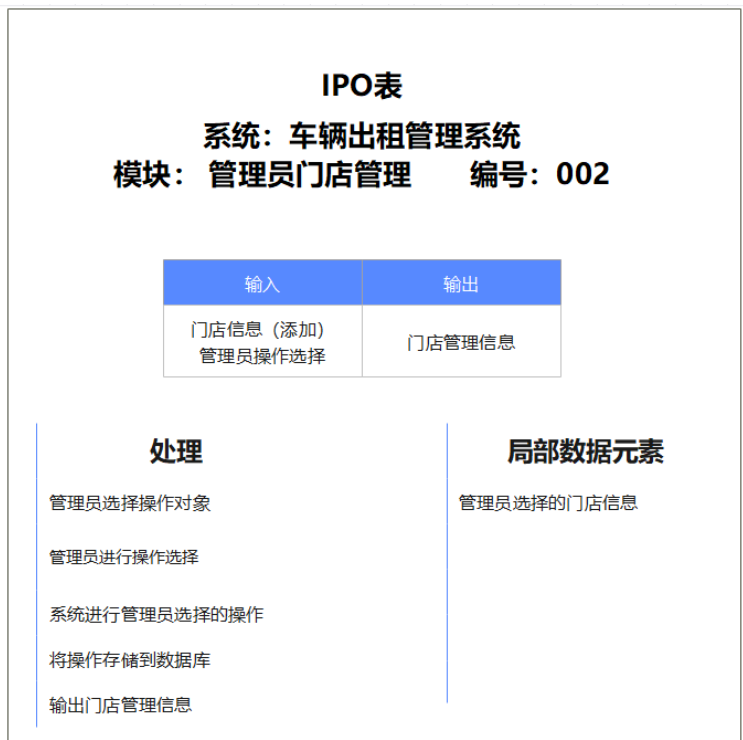 IPO表
系统：车辆出租管理系统
模块： 管理员门店管理 编号：002
输入 输出
门店信息（添加）
管理员操作选择
门店管理信息
处理
管理员选择操作对象
管理员进行操作选择
系统进行管理员选择的操作
将操作存储到数据库
输出门店管理信息
局部数据元素
管理员选择的门店信息